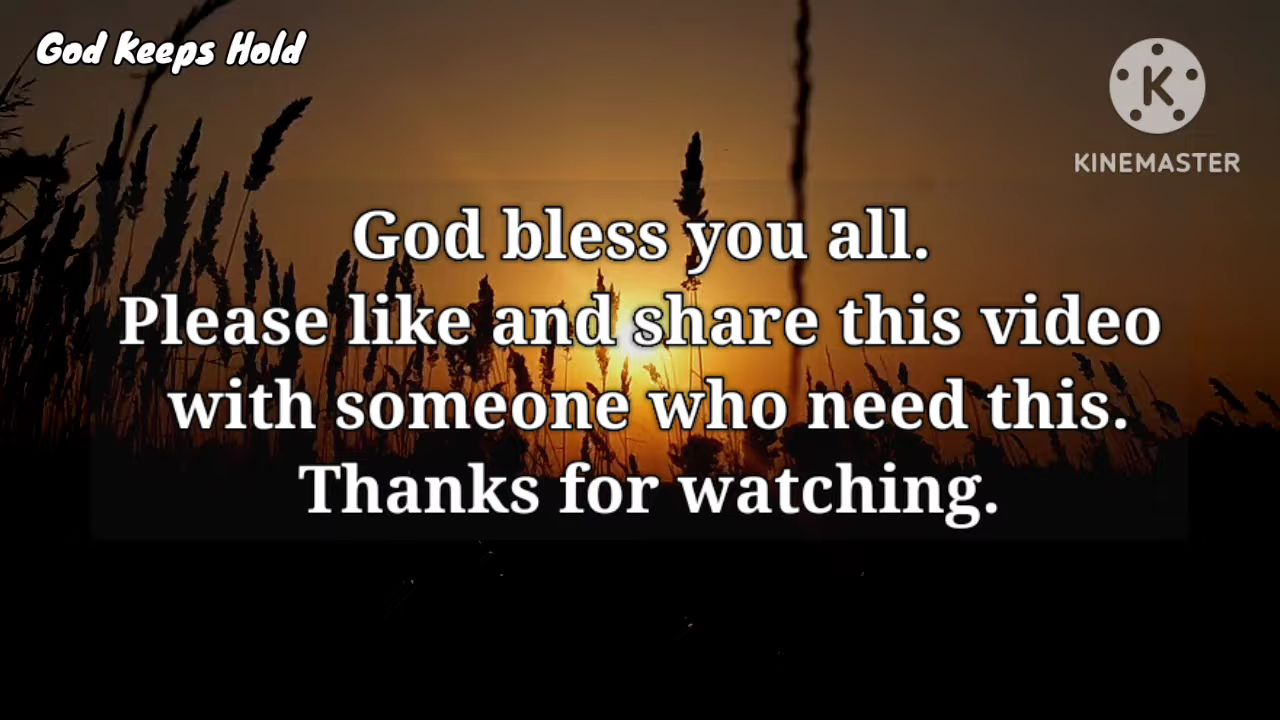 God Keeps Hold
K
KINEMASTER
God bless you all.
Please like and share this video
with someone who need this.
Thanks for watching.